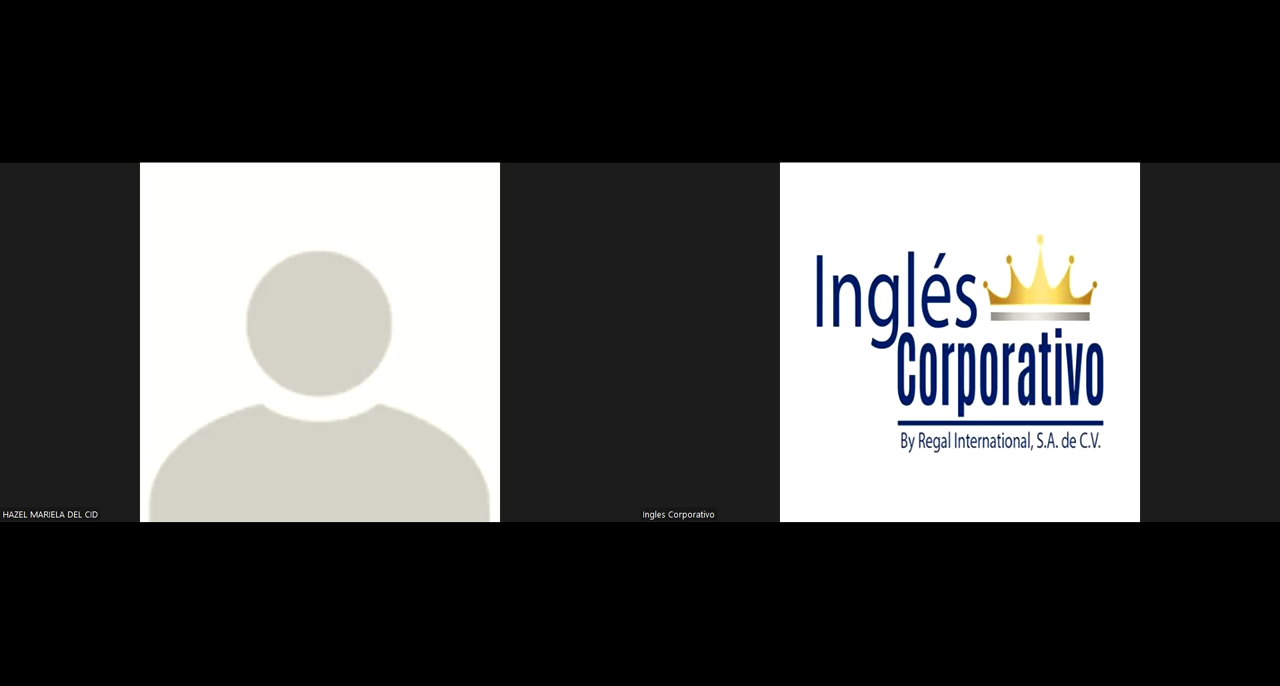 Inglés
Corporativo
By Regal International, S.A. de C.V.
HAZEL MARIELA DEL CID
Ingles Corporativo